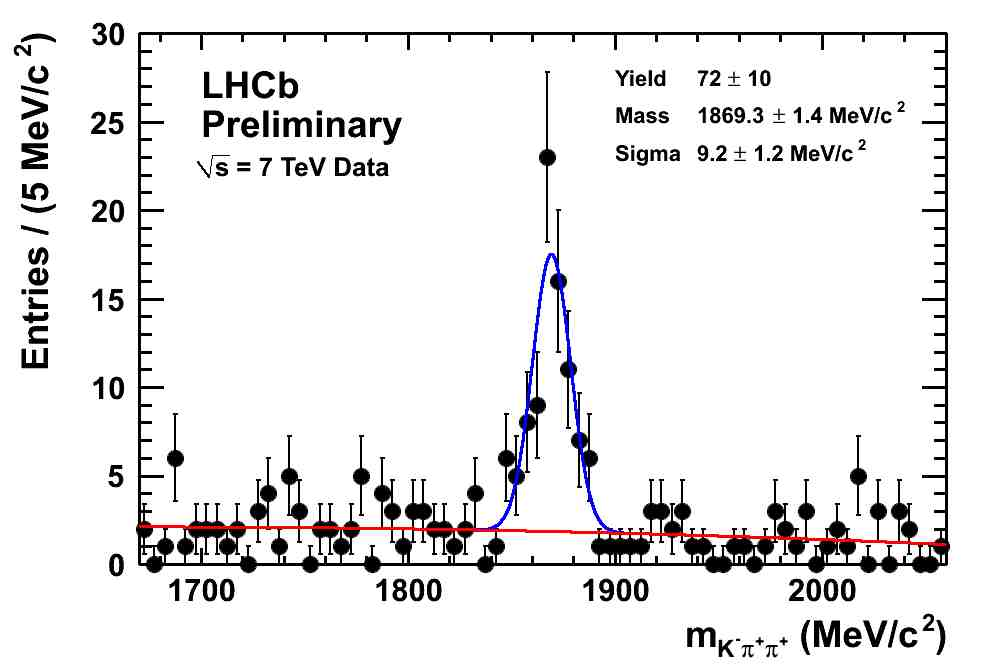 30
25
20
15
10
5
0
Entries / (5 MeV/c²)
LHCb
Preliminary
√s = 7 TeV Data
Yield 72 ± 10
Mass 1869.3 ± 1.4 MeV/c²
Sigma 9.2 ± 1.2 MeV/c²
1700 1800 1900 2000
m_K⁻π⁺π⁺ (MeV/c²)